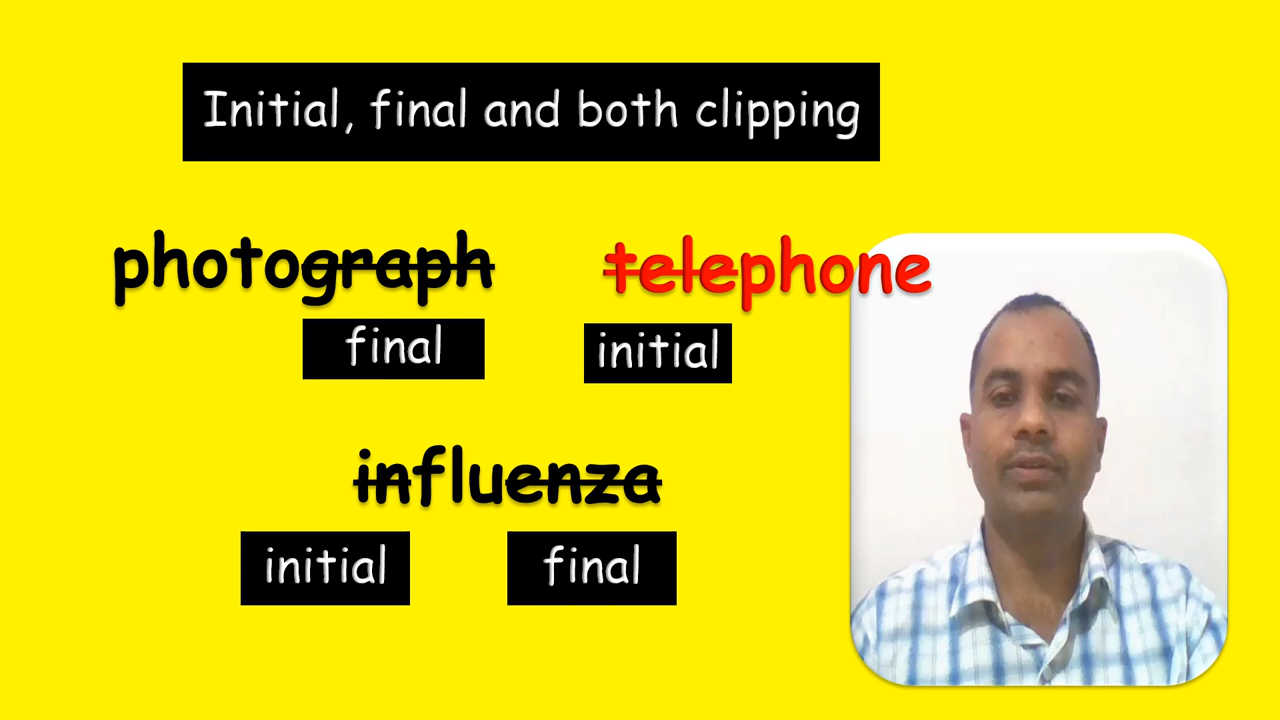 Initial, final and both clipping
photograph telephone
final initial
influenza
initial final